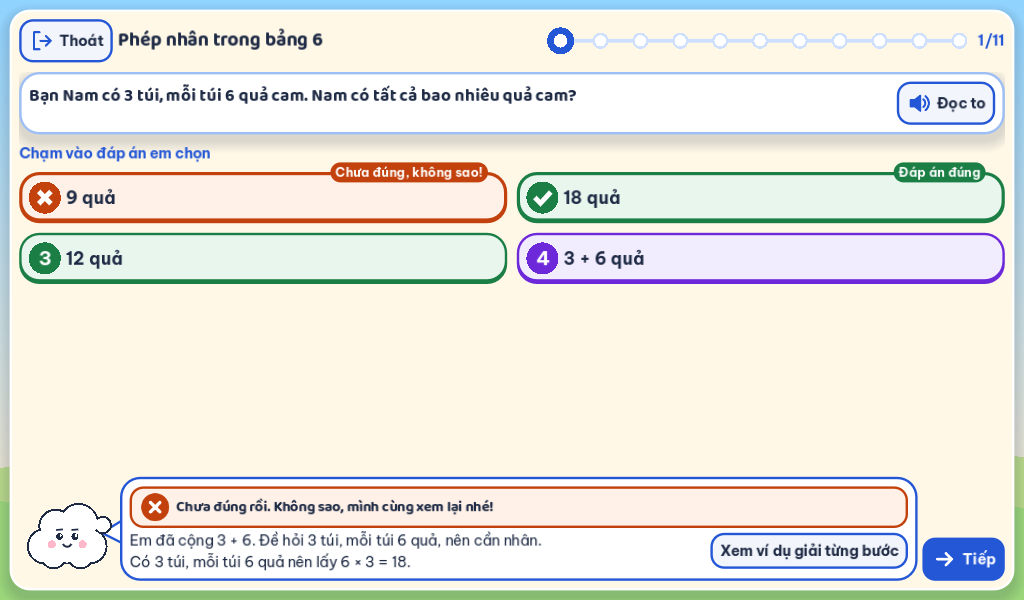 Thoát
Phép nhân trong bảng 6
1/11
Bạn Nam có 3 túi, mỗi túi 6 quả cam. Nam có tất cả bao nhiêu quả cam?
Đọc to
Chạm vào đáp án em chọn
Chưa đúng, không sao!
9 quả
Đáp án đúng
18 quả
3 12 quả
4 3 + 6 quả
Chưa đúng rồi. Không sao, mình cùng xem lại nhé!
Em đã cộng 3 + 6. Đề hỏi 3 túi, mỗi túi 6 quả, nên cần nhân.
Có 3 túi, mỗi túi 6 quả nên lấy 6 × 3 = 18.
Xem ví dụ giải từng bước
Tiếp